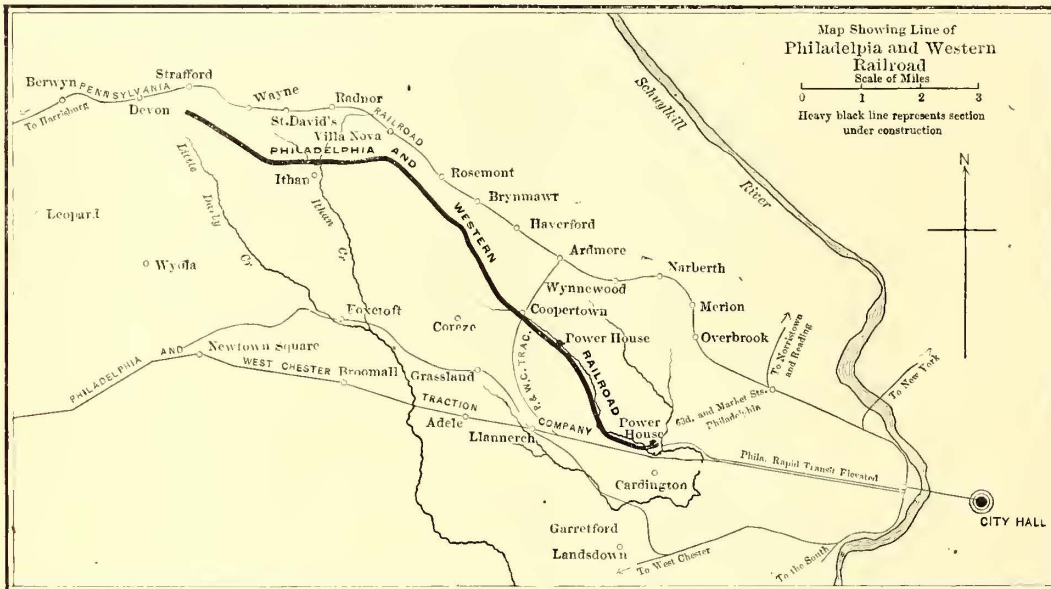 Map Showing Line of
Philadelpia and Western
Railroad
Scale of Miles
0 1 2 3
Heavy black line represents section
under construction
N
Schuylkill
River
Berwyn
PENNSYLVANIA
Strafford
To Harrisburg
Devon
Wayne
Radnor
St. David's
RAILROAD
Villa Nova
PHILADELPHIA AND
WESTERN
RAILROAD
Ithan
Rosemont
Brynmawr
Little
Darby
Cr
Ithan
Cr
Haverford
Leopard
Ardmore
Wyola
Narberth
Wynnewood
Foxcroft
Coopertown
Merion
Power House
Overbrook
To Norristown
and Reading
To New York
Newtown Square
PHILADELPHIA AND
WEST CHESTER
TRACTION
COMPANY
Broomall
Grassland
P.& W.C. TRAC.
63d, and Market Sts.
Philadelphia
Adele
Llannerch
Power
House
Phila. Rapid Transit Elevated
Cardington
CITY HALL
Garretford
Landsdown
To West Chester
To the South